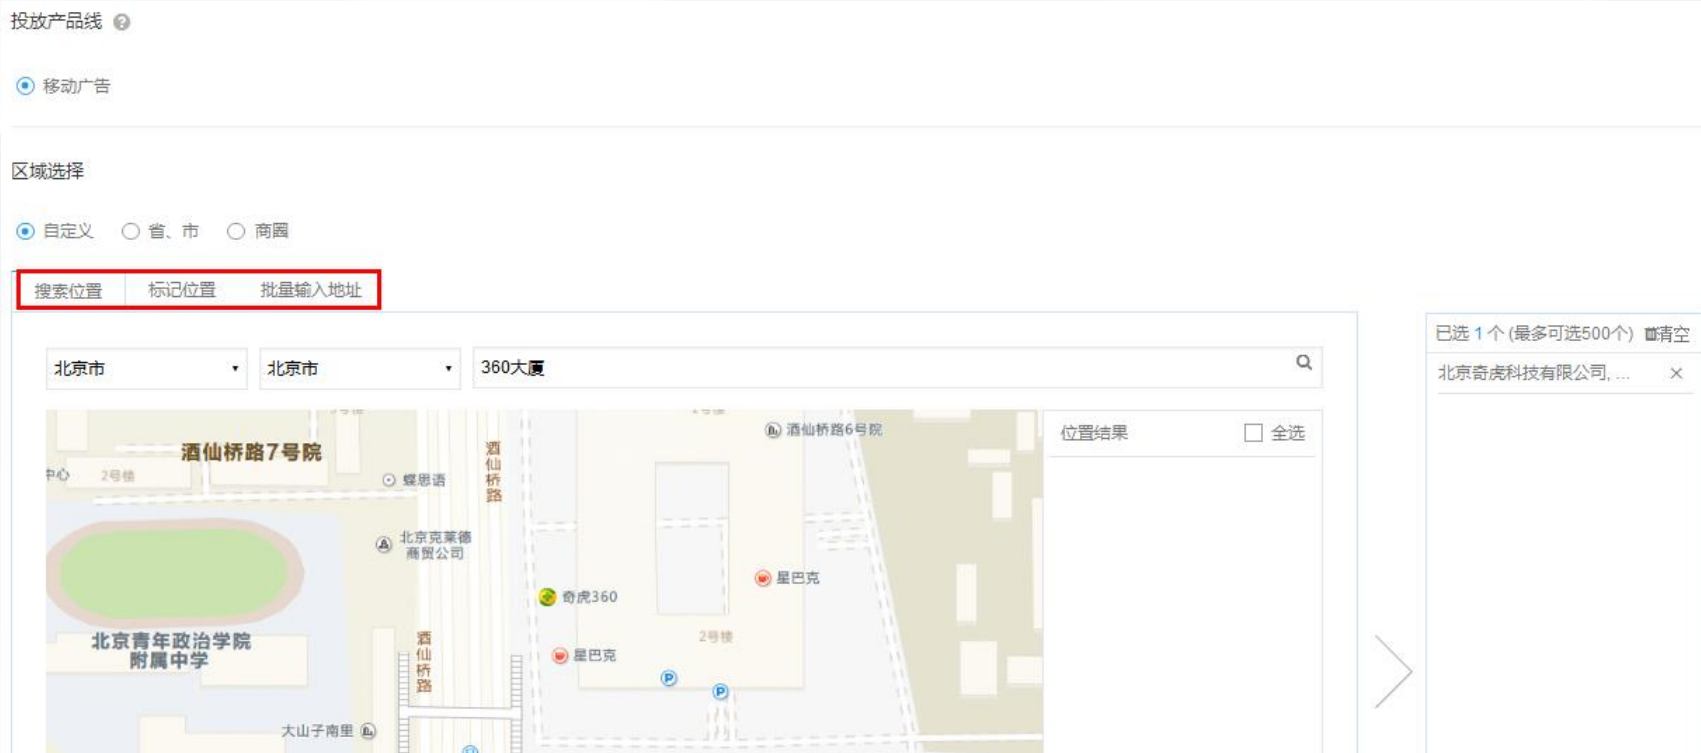 投放产品线
移动广告
区域选择
自定义 省、市 商圈
搜索位置 标记位置 批量输入地址
已选 1 个 (最多可选500个) 清空
北京市 北京市 360大厦
北京奇虎科技有限公司, ...
位置结果 全选
酒仙桥路6号院
酒仙桥路7号院
酒仙桥路
中心 2号楼
蝶思语
北京克莱德
商贸公司
星巴克
奇虎360
2号楼
北京青年政治学院
附属中学
酒仙桥路
星巴克
P
P
大山子南里